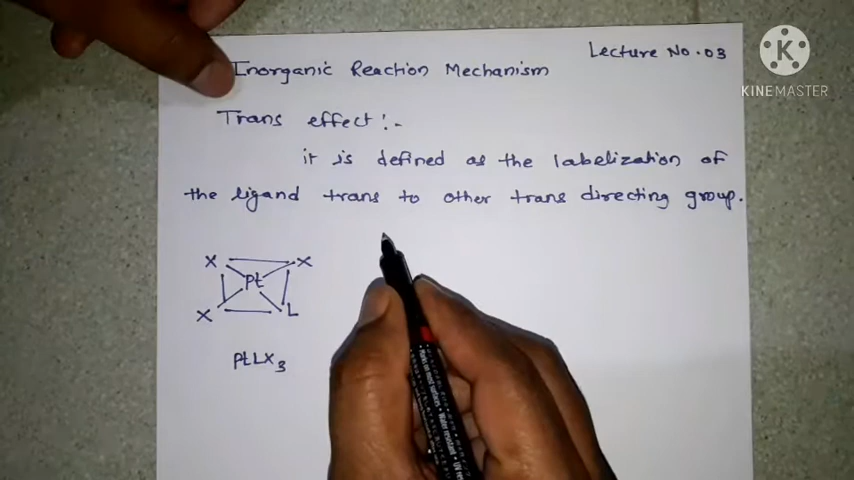 Lecture No. 03
KINEMASTER
Inorganic Reaction Mechanism
Trans effect :-
it is defined as the labelization of
the ligand trans to other trans directing group.
X X
Pt
X L
PtLX3